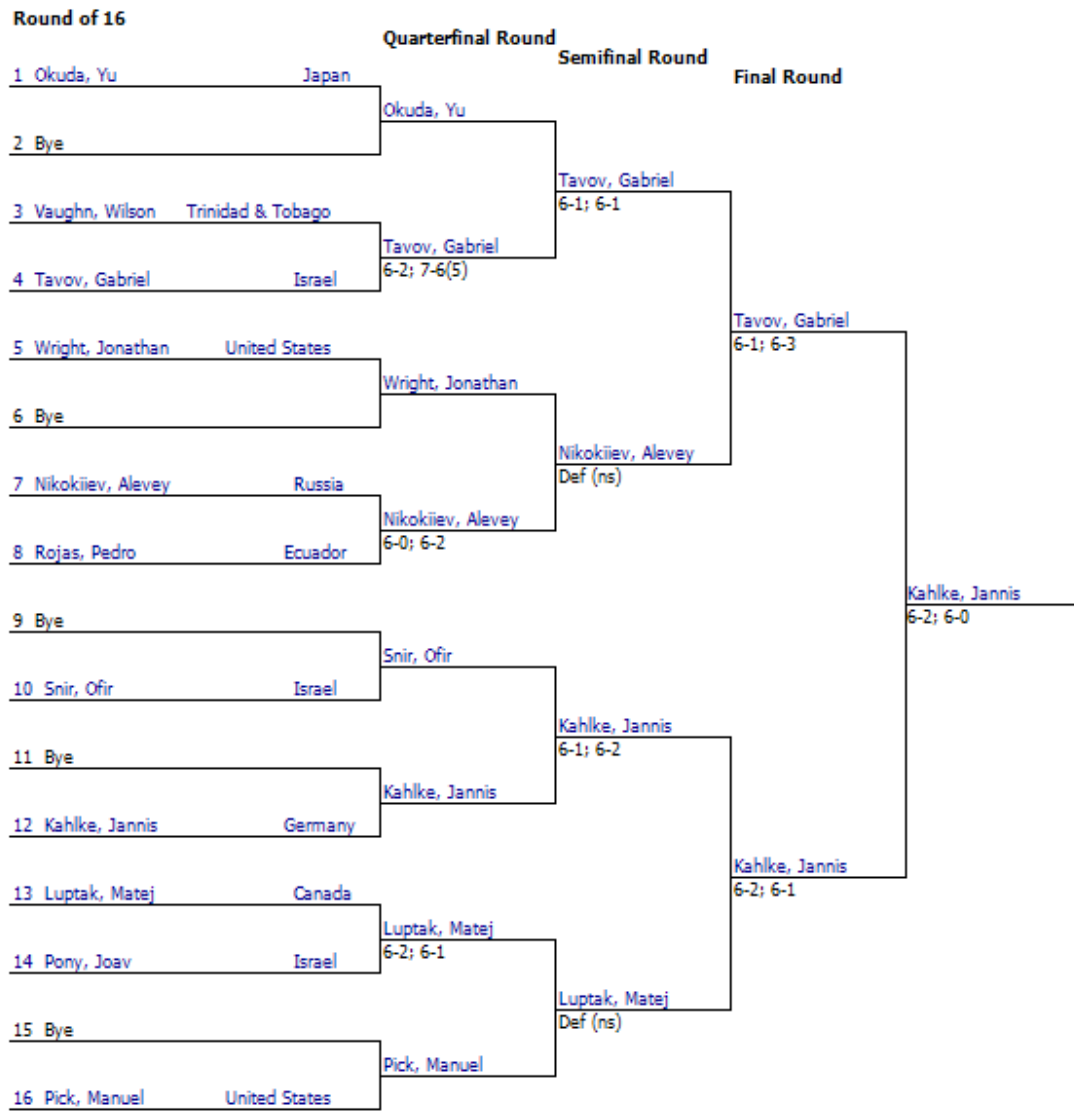 Round of 16
Quarterfinal Round
Semifinal Round
Final Round
1 Okuda, Yu Japan
Okuda, Yu
2 Bye
Tavov, Gabriel
6-1; 6-1
3 Vaughn, Wilson Trinidad & Tobago
Tavov, Gabriel
6-2; 7-6(5)
4 Tavov, Gabriel Israel
Tavov, Gabriel
6-1; 6-3
5 Wright, Jonathan United States
Wright, Jonathan
6 Bye
Nikokiiev, Alevey
Def (ns)
7 Nikokiiev, Alevey Russia
Nikokiiev, Alevey
6-0; 6-2
8 Rojas, Pedro Ecuador
Kahlke, Jannis
6-2; 6-0
9 Bye
Snir, Ofir
10 Snir, Ofir Israel
Kahlke, Jannis
6-1; 6-2
11 Bye
Kahlke, Jannis
12 Kahlke, Jannis Germany
Kahlke, Jannis
6-2; 6-1
13 Luptak, Matej Canada
Luptak, Matej
6-2; 6-1
14 Pony, Joav Israel
Luptak, Matej
Def (ns)
15 Bye
Pick, Manuel
16 Pick, Manuel United States